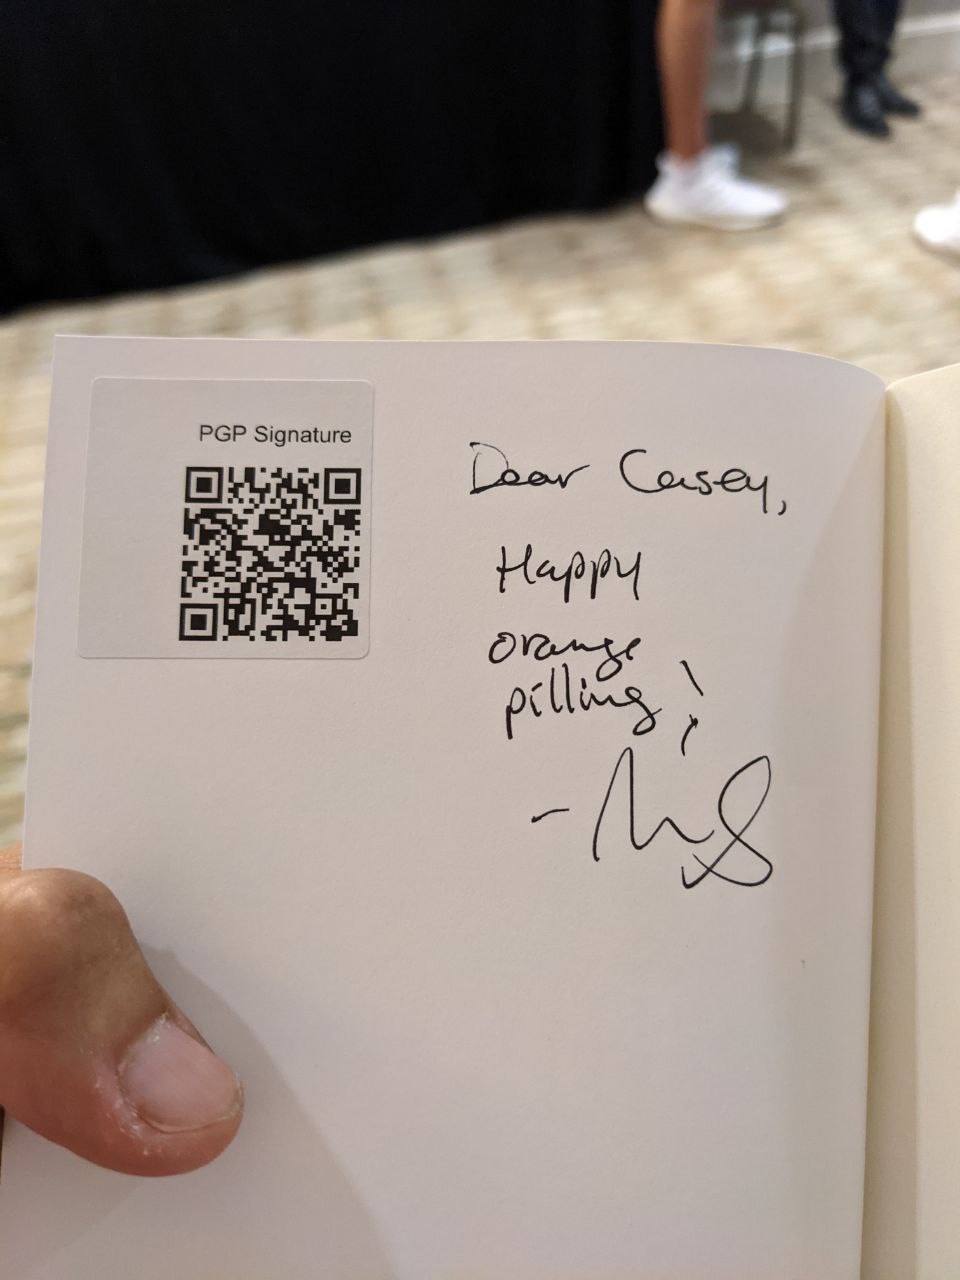 PGP Signature
Dear Casey,
Happy
orange
pilling!